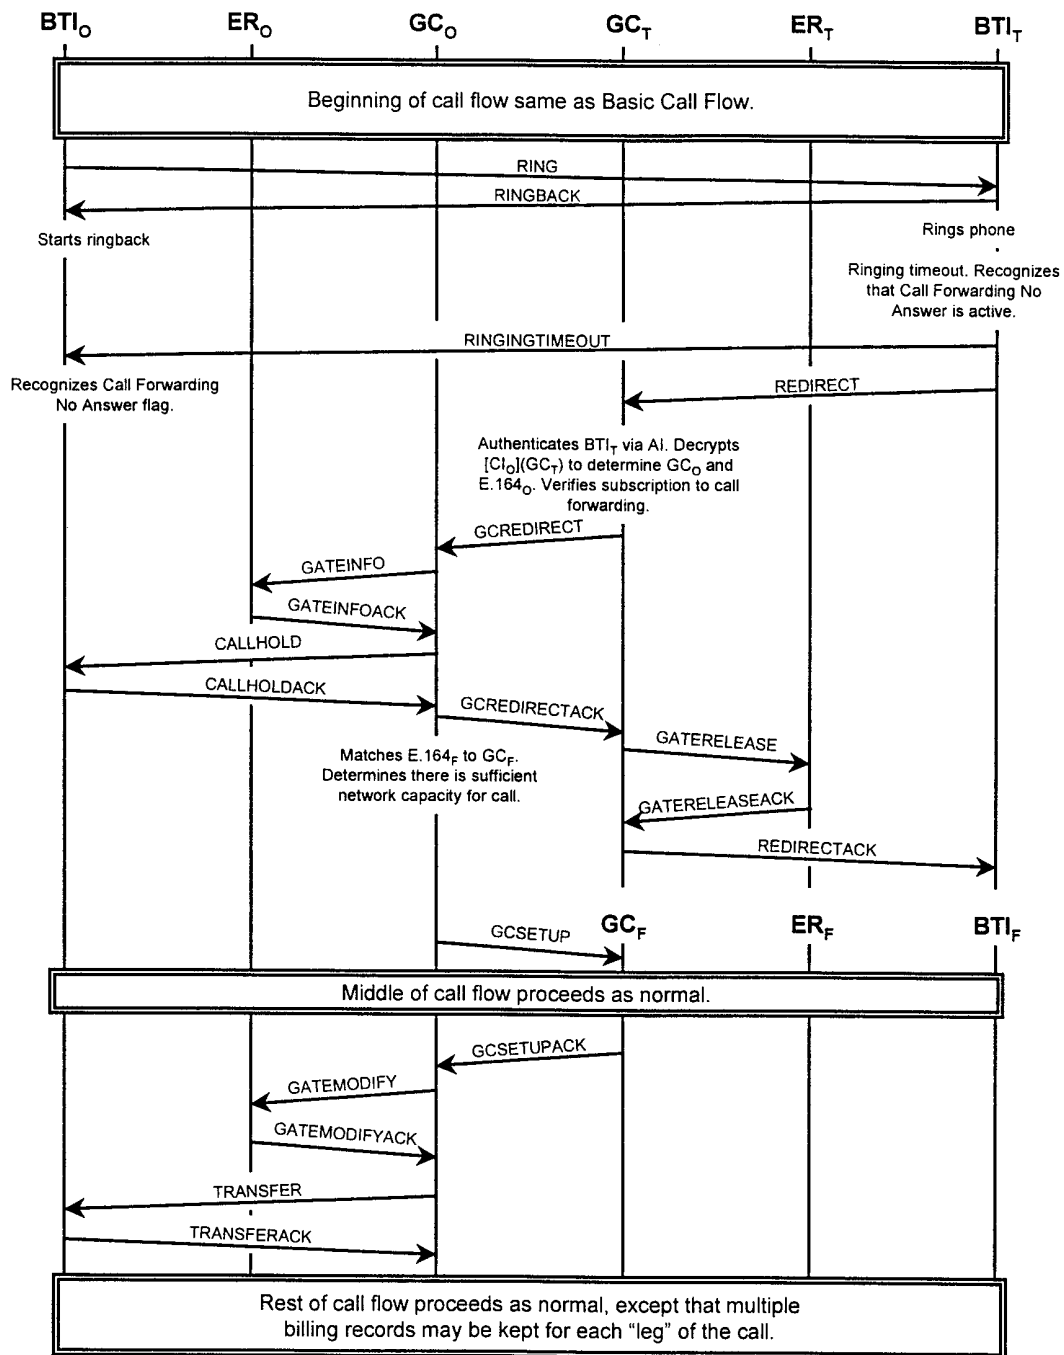 BTIO ERO GCO GCT ERT BTIT
Beginning of call flow same as Basic Call Flow.
RING
RINGBACK
Starts ringback
Rings phone
Ringing timeout. Recognizes
that Call Forwarding No
Answer is active.
RINGINGTIMEOUT
Recognizes Call Forwarding
No Answer flag.
REDIRECT
Authenticates BTIT via AI. Decrypts
[CIO](GCT) to determine GCO and
E.164O. Verifies subscription to call
forwarding.
GCREDIRECT
GATEINFO
GATEINFOACK
CALLHOLD
CALLHOLDACK
GCREDIRECTACK
Matches E.164F to GCF.
Determines there is sufficient
network capacity for call.
GATERELEASE
GATERELEASEACK
REDIRECTACK
GCF ERF BTIF
GCSETUP
Middle of call flow proceeds as normal.
GCSETUPACK
GATEMODIFY
GATEMODIFYACK
TRANSFER
TRANSFERACK
Rest of call flow proceeds as normal, except that multiple
billing records may be kept for each “leg” of the call.